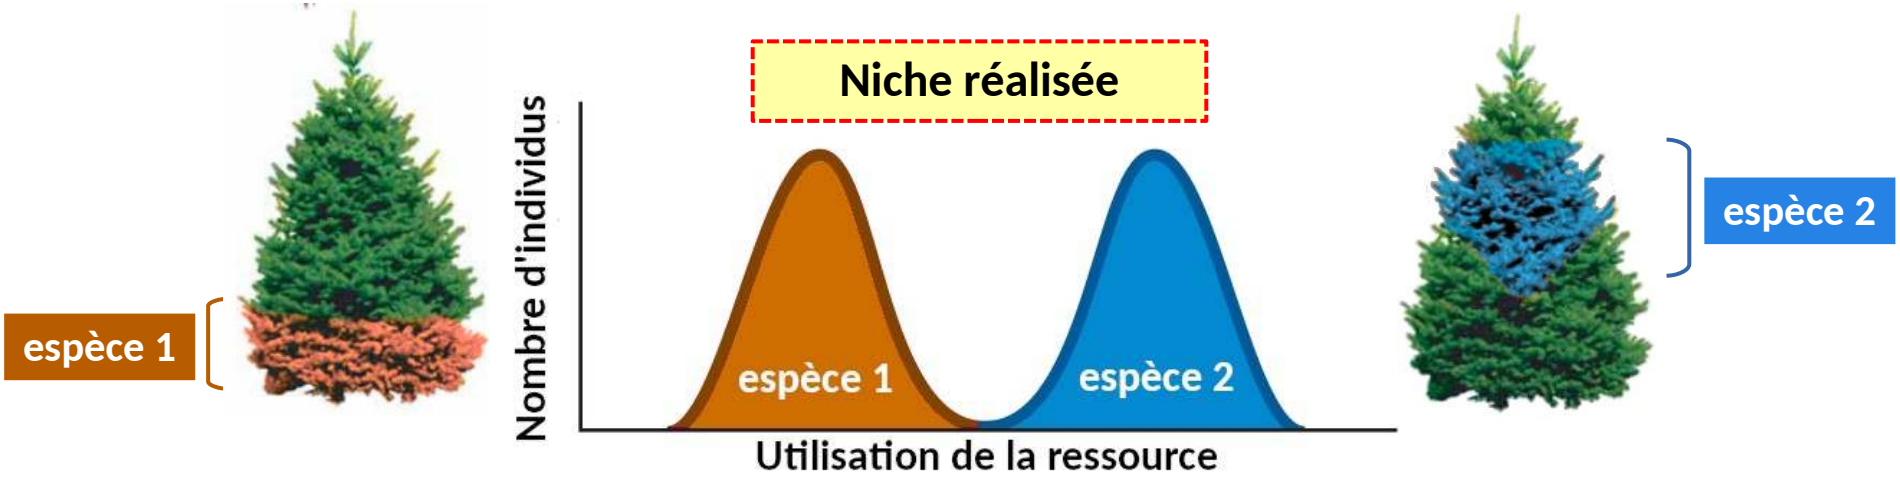 Niche réalisée
Nombre d'individus
espèce 1
espèce 2
espèce 1
espèce 2
Utilisation de la ressource